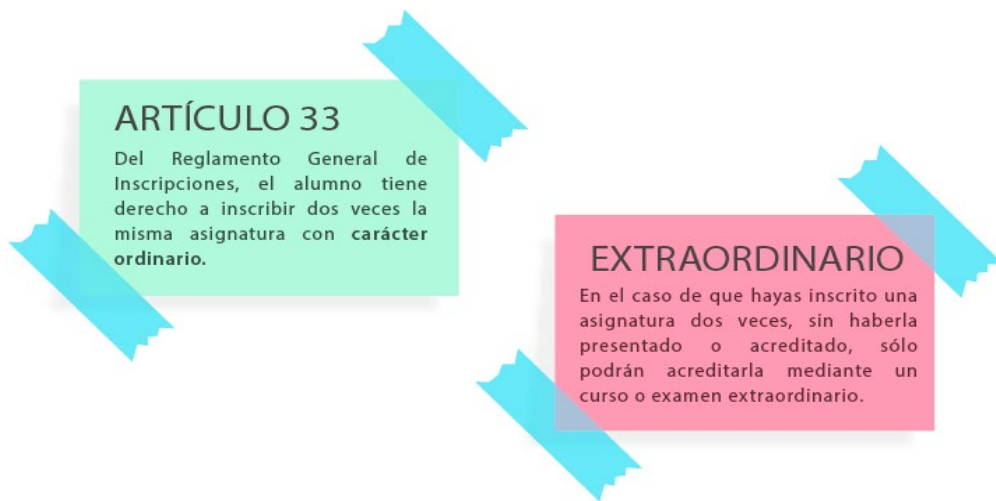 ARTÍCULO 33
Del Reglamento General de
Inscripciones, el alumno tiene
derecho a inscribir dos veces la
misma asignatura con carácter
ordinario.
EXTRAORDINARIO
En el caso de que hayas inscrito una
asignatura dos veces, sin haberla
presentado o acreditado, sólo
podrán acreditarla mediante un
curso o examen extraordinario.